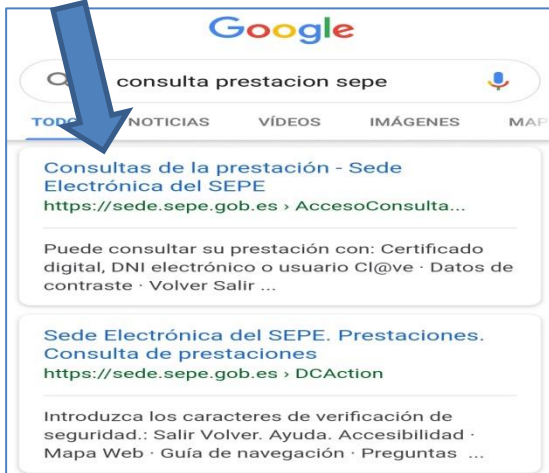 Google
consulta prestacion sepe
TODO NOTICIAS VÍDEOS IMÁGENES MAP
Consultas de la prestación - Sede
Electrónica del SEPE
https://sede.sepe.gob.es › AccesoConsulta...
Puede consultar su prestación con: Certificado
digital, DNI electrónico o usuario Cl@ve · Datos de
contraste · Volver Salir ...
Sede Electrónica del SEPE. Prestaciones.
Consulta de prestaciones
https://sede.sepe.gob.es › DCAction
Introduzca los caracteres de verificación de
seguridad.: Salir Volver. Ayuda. Accesibilidad ·
Mapa Web · Guía de navegación · Preguntas ...